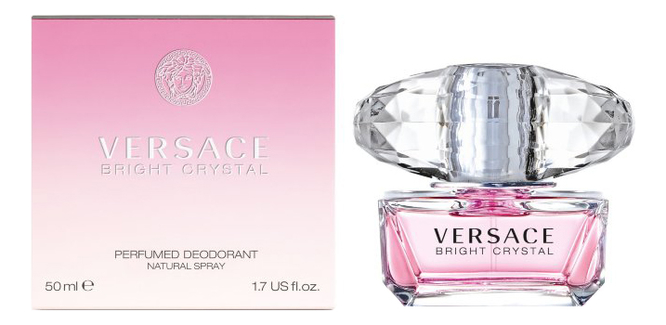 VERSACE
BRIGHT CRYSTAL
PERFUMED DEODORANT
NATURAL SPRAY
50 ml ℮ 1.7 US fl.oz.
VERSACE
BRIGHT CRYSTAL